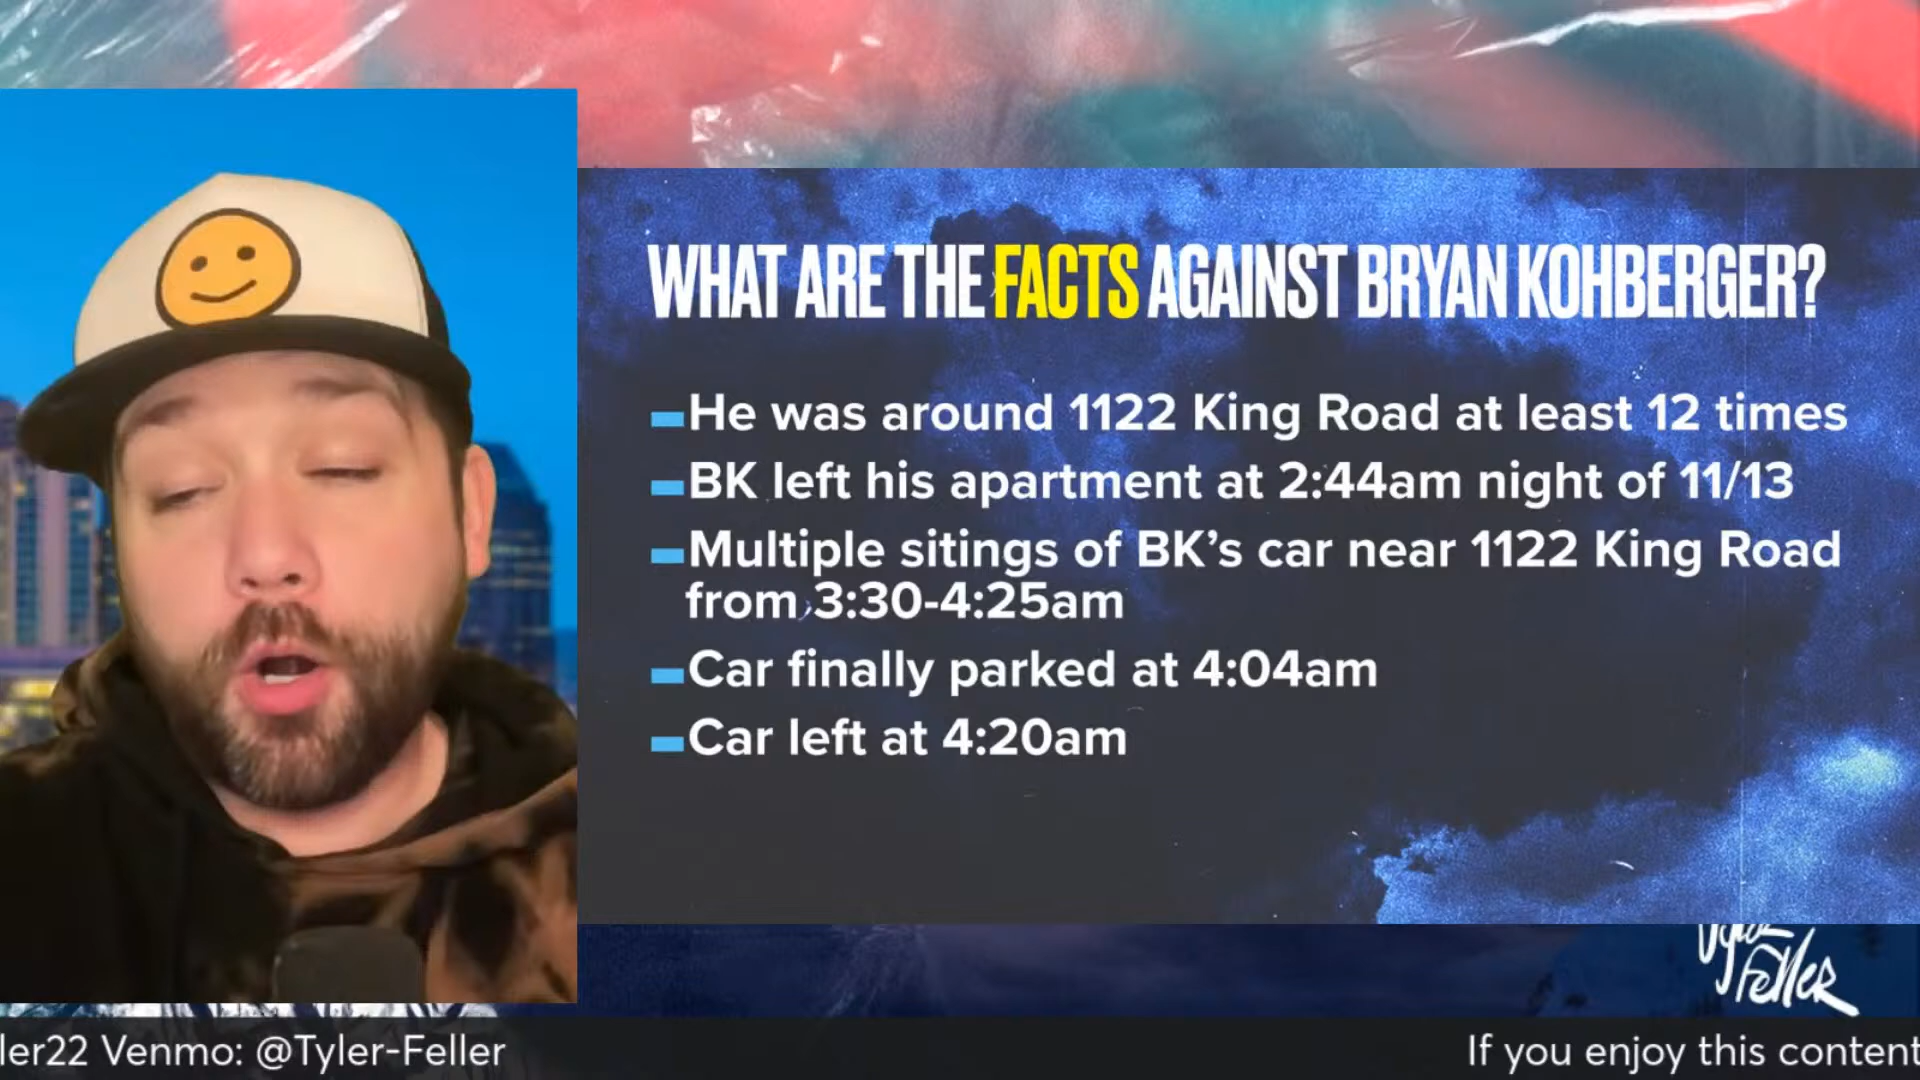 WHAT ARE THE FACTS AGAINST BRYAN KOHBERGER?
He was around 1122 King Road at least 12 times
BK left his apartment at 2:44am night of 11/13
Multiple sitings of BK’s car near 1122 King Road
from 3:30-4:25am
Car finally parked at 4:04am
Car left at 4:20am
Tyler
Feller
ler22 Venmo: @Tyler-Feller
If you enjoy this content